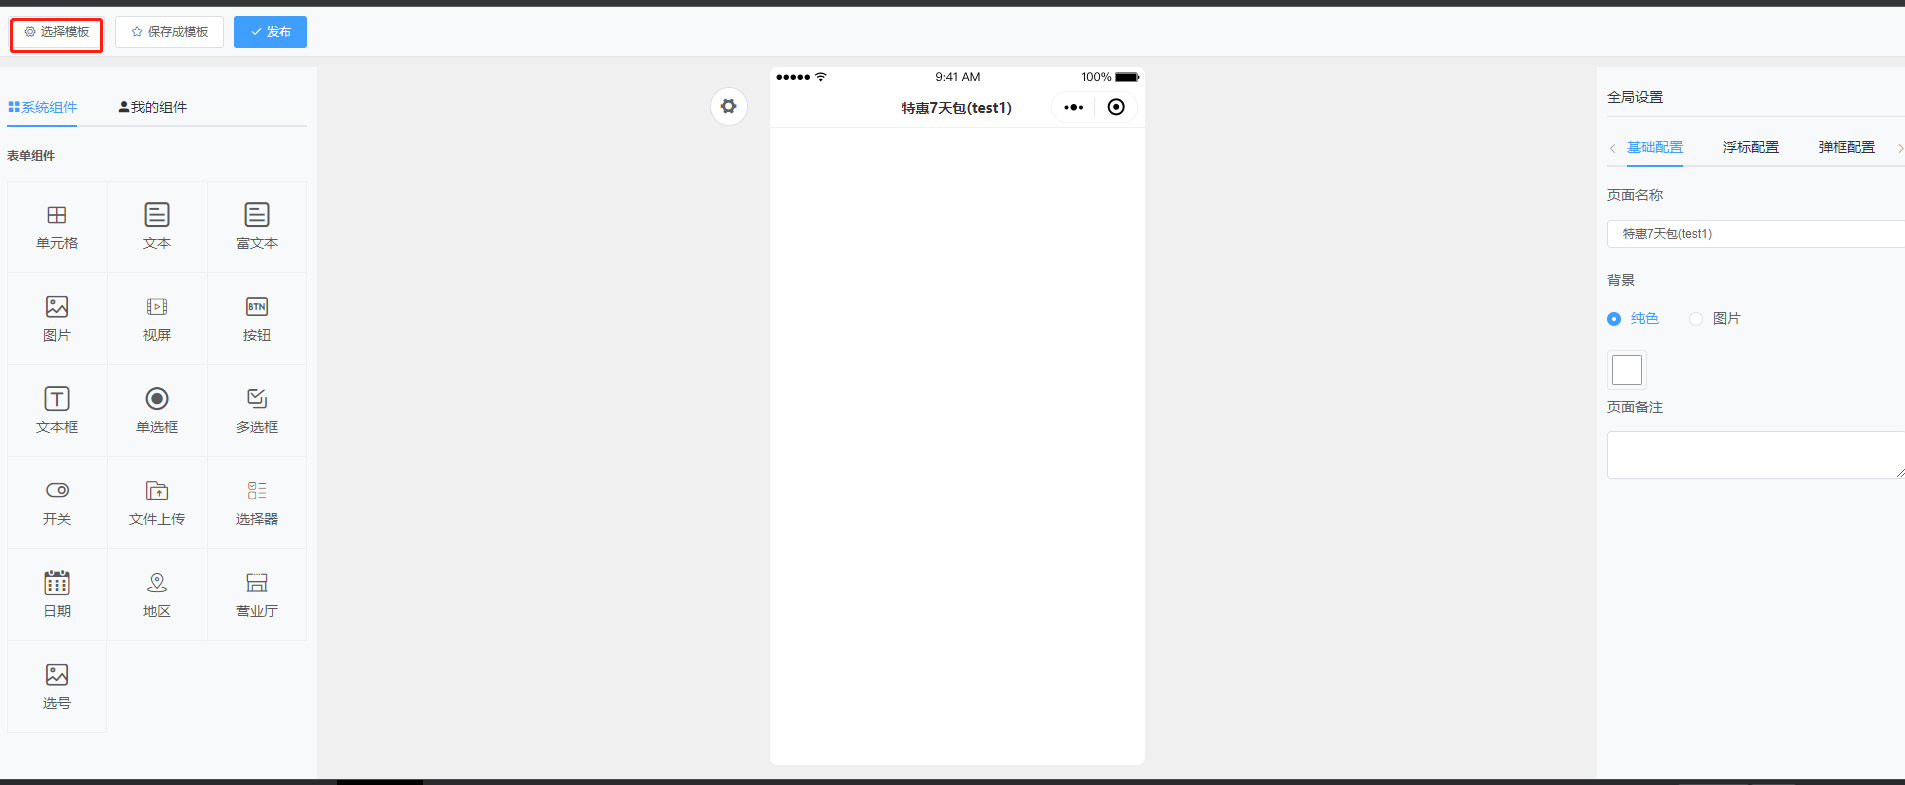 选择模板 保存成模板 发布
系统组件 我的组件
表单组件
单元格 文本 富文本
图片 视屏 BTN 按钮
文本框 单选框 多选框
开关 文件上传 选择器
日期 地区 营业厅
选号
9:41 AM 100%
特惠7天包(test1)
全局设置
基础配置 浮标配置 弹框配置
页面名称
特惠7天包(test1)
背景
纯色 图片
页面备注